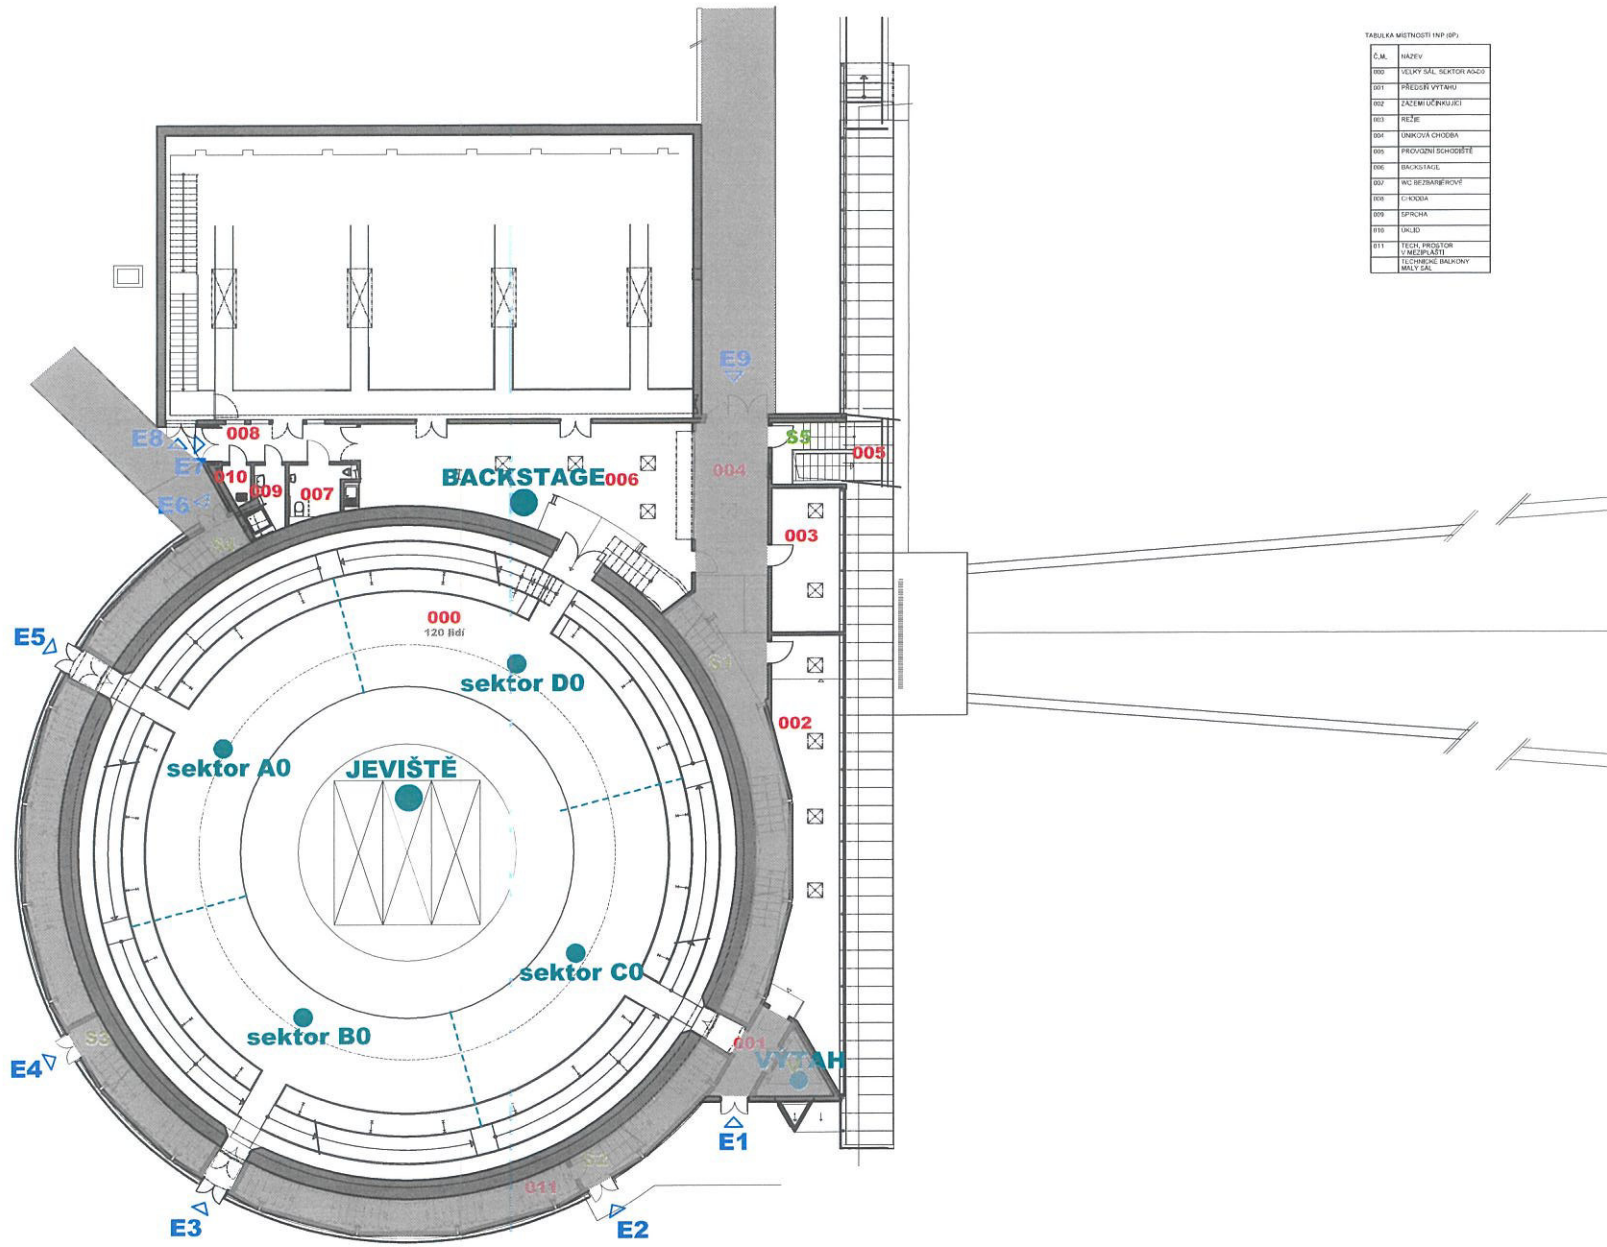 TABULKA MÍSTNOSTÍ 1NP (0P)
Č.M. NÁZEV
000 VELKÝ SÁL, SEKTOR A0-D0
001 PŘEDSÍŇ VÝTAHU
002 ZÁZEMÍ ÚČINKUJÍCÍ
003 REŽIE
004 ÚNIKOVÁ CHODBA
005 PROVOZNÍ SCHODIŠTĚ
006 BACKSTAGE
007 WC BEZBARIÉROVÉ
008 CHODBA
009 SPRCHA
010 ÚKLID
011 TECH. PROSTOR
V MEZIPLÁŠTI
TECHNICKÉ BALKONY
MALÝ SÁL
E9
E8
008
S5
005
E7
010
009
007
BACKSTAGE
006
004
E6
003
S4
000
120 lidí
E5
S1
sektor D0
002
sektor A0
JEVIŠTĚ
sektor C0
sektor B0
S3
001
VÝTAH
E4
E1
S2
011
E3
E2